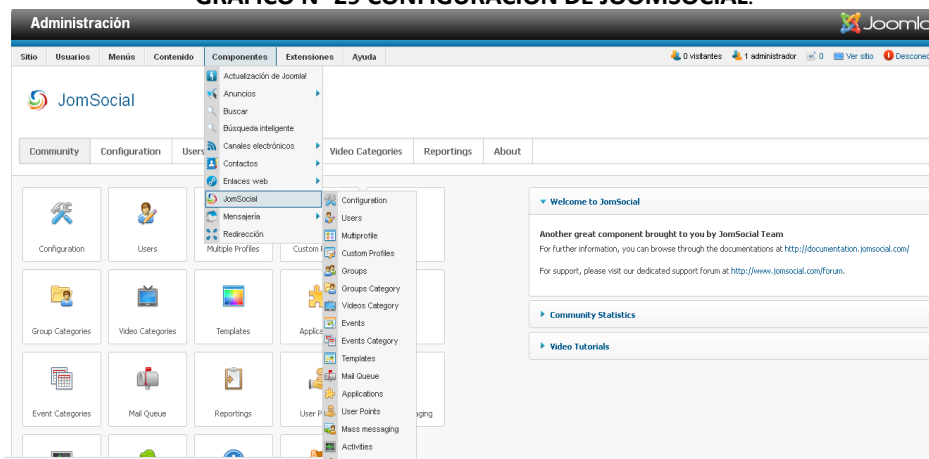 GRÁFICO N° 29 CONFIGURACIÓN DE JOOMSOCIAL.
Administración
Sitio Usuarios Menús Contenido Componentes Extensiones Ayuda
0 visitantes 1 administrador 0 Ver sitio
JomSocial
Actualización de Joomla!
Anuncios
Buscar
Búsqueda inteligente
Canales electrónicos
Contactos
Enlaces web
JomSocial
Mensajería
Redirección
Community Configuration Video Categories Reportings About
Configuration
Users
Multiprofile
Custom Profiles
Groups
Groups Category
Videos Category
Events
Events Category
Templates
Mail Queue
Applications
User Points
Mass messaging
Activities
Configuration Users Multiple Profiles Custom
Group Categories Video Categories Templates
Event Categories Mail Queue Reportings User
Welcome to JomSocial
Another great component brought to you by JomSocial Team
For further information, you can browse through the documentations at http://documentation.jomsocial.com/
For support, please visit our dedicated support forum at http://www.jomsocial.com/forum.
Community Statistics
Video Tutorials